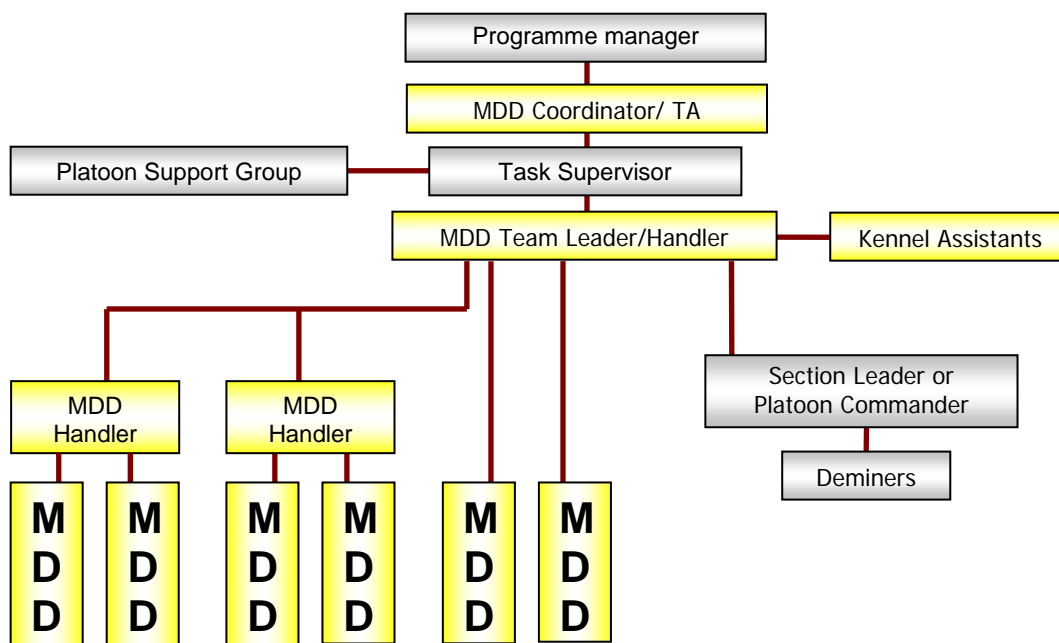 Programme manager
MDD Coordinator/ TA
Platoon Support Group
Task Supervisor
MDD Team Leader/Handler
Kennel Assistants
MDD
Handler
MDD
Handler
Section Leader or
Platoon Commander
Deminers
M
D
D
M
D
D
M
D
D
M
D
D
M
D
D
M
D
D